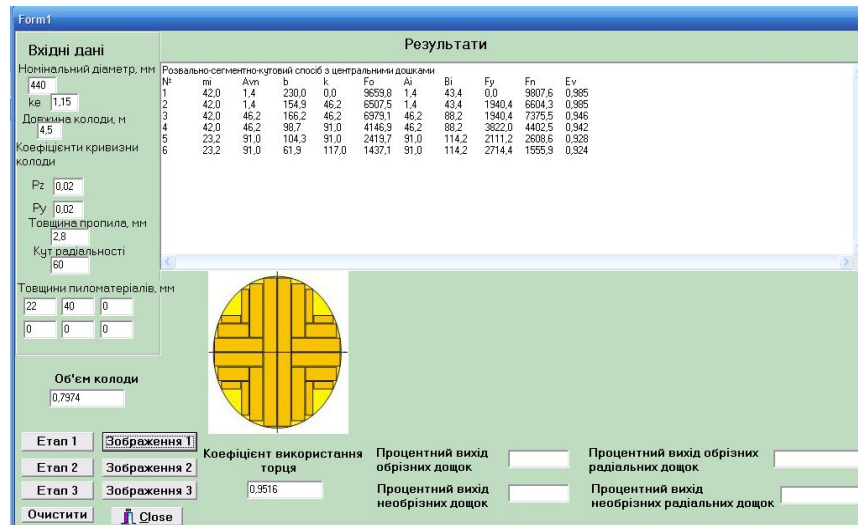 Form1
Вхідні дані
Номінальний діаметр, мм
440
ke 1,15
Довжина колоди, м
4,5
Коефіцієнти кривизни
колоди
Pz 0,02
Py 0,02
Товщина пропила, мм
2,8
Кут радіальності
60
Товщини пиломатеріалів, мм
22 40 0
0 0 0
Об'єм колоди
0,7974
Етап 1 Зображення 1
Етап 2 Зображення 2
Етап 3 Зображення 3
Очистити Close
Результати
Розвально-сегментно-кутовий спосіб з центральними дошками
№ mi Avn b k Fo Ai Bi Fy Fn Ev
1 42,0 1,4 230,0 0,0 9659,8 1,4 43,4 0,0 9807,6 0,985
2 42,0 1,4 154,9 46,2 6507,5 1,4 43,4 1940,4 6604,3 0,985
3 42,0 46,2 166,2 46,2 6979,1 46,2 88,2 1940,4 7375,5 0,946
4 42,0 46,2 98,7 91,0 4146,9 46,2 88,2 3822,0 4402,5 0,942
5 23,2 91,0 104,3 91,0 2419,7 91,0 114,2 2111,2 2608,6 0,928
6 23,2 91,0 61,9 117,0 1437,1 91,0 114,2 2714,4 1555,9 0,924
Коефіцієнт використання
торця
0,9516
Процентний вихід
обрізних дощок
Процентний вихід
необрізних дощок
Процентний вихід обрізних
радіальних дощок
Процентний вихід
необрізних радіальних дощок